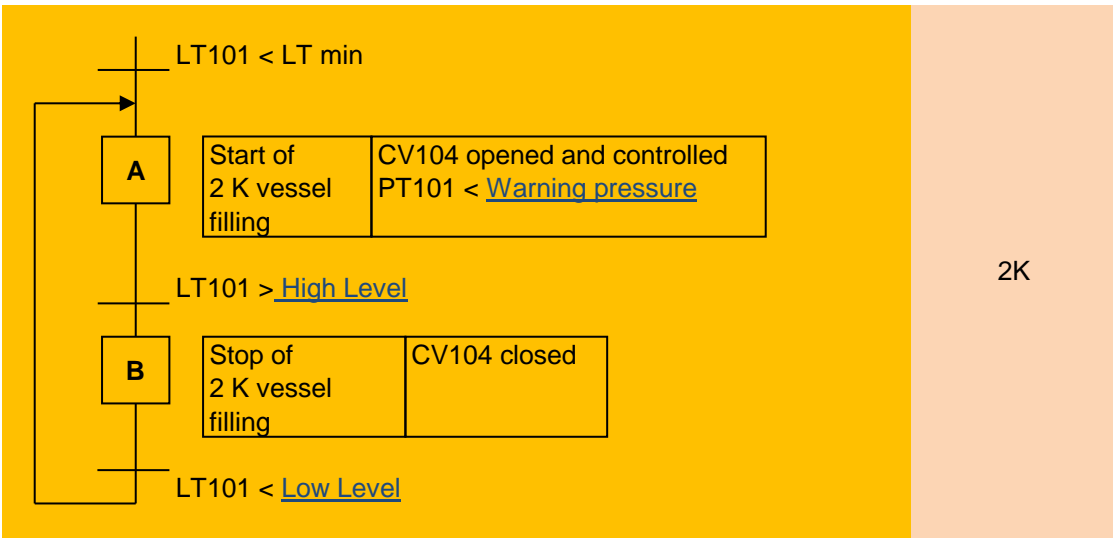 LT101 < LT min
A
Start of
2 K vessel
filling
CV104 opened and controlled
PT101 < Warning pressure
2K
LT101 > High Level
B
Stop of
2 K vessel
filling
CV104 closed
LT101 < Low Level